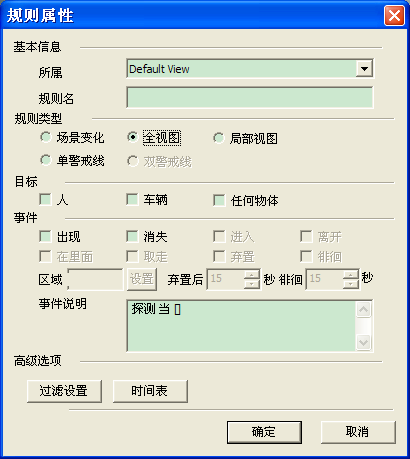 规则属性
基本信息
所属 Default View
规则名
规则类型
场景变化 全视图 局部视图
单警戒线 双警戒线
目标
人 车辆 任何物体
事件
出现 消失 进入 离开
在里面 取走 弃置 徘徊
区域 设置 弃置后 15 秒 徘徊 15 秒
事件说明 探测 当 []
高级选项
过滤设置 时间表
确定 取消